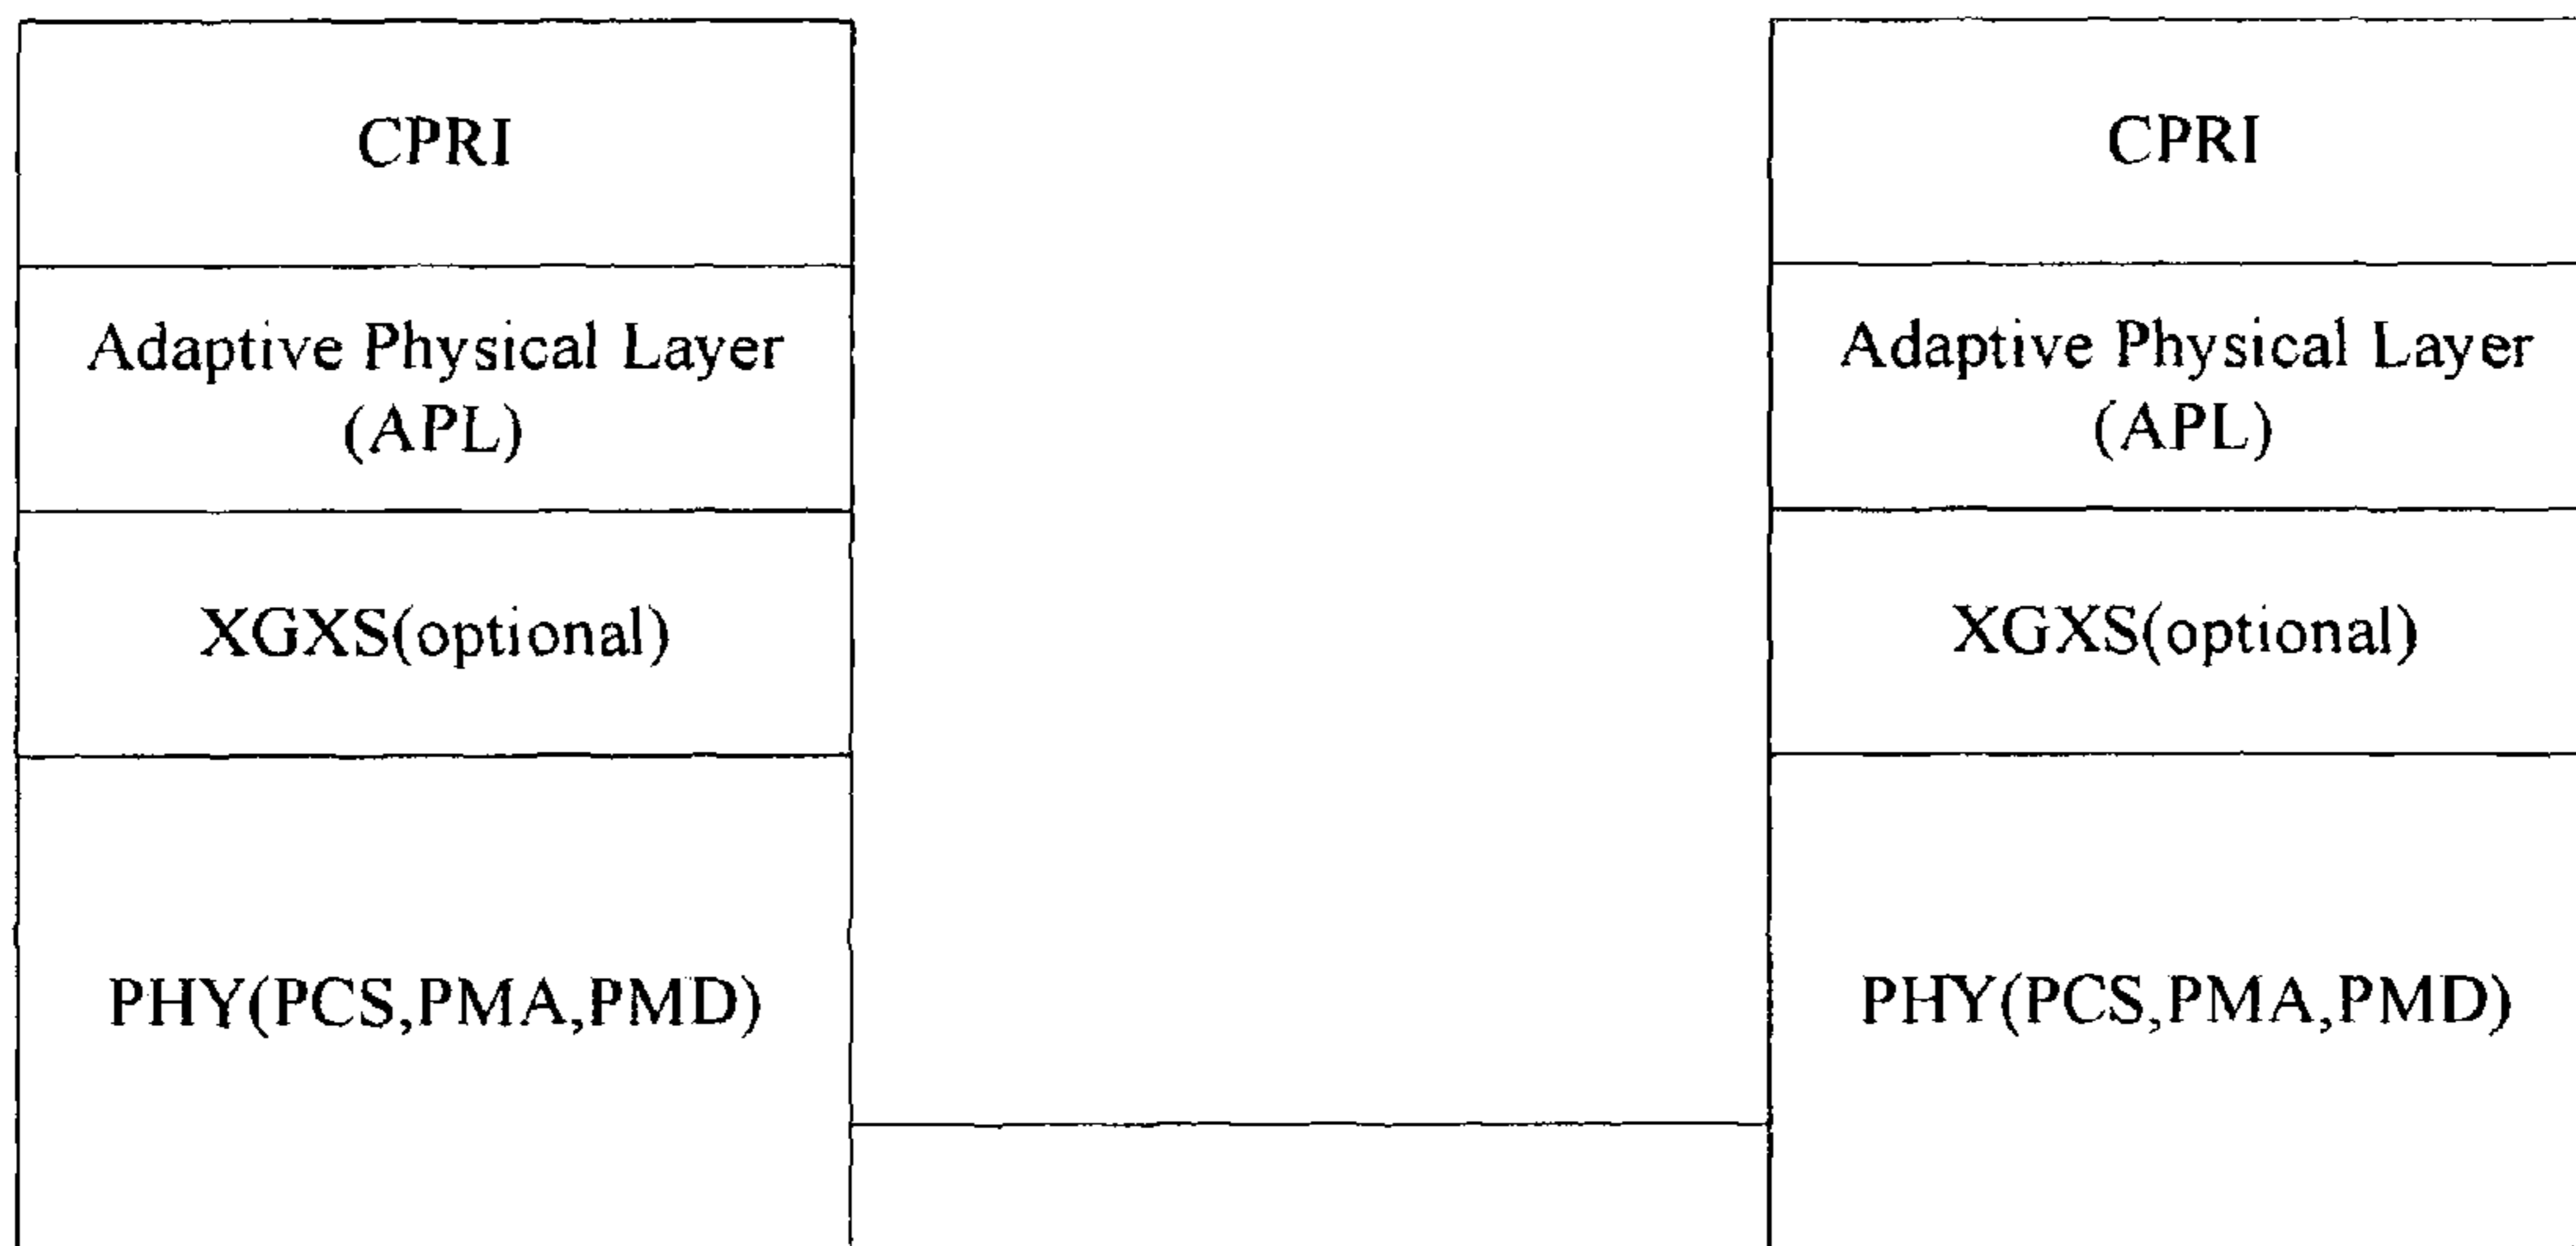 CPRI
Adaptive Physical Layer
(APL)
XGXS(optional)
PHY(PCS,PMA,PMD)
CPRI
Adaptive Physical Layer
(APL)
XGXS(optional)
PHY(PCS,PMA,PMD)